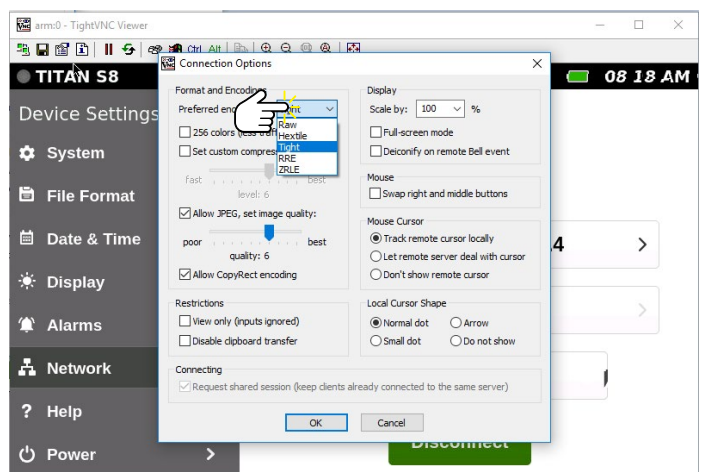 arm:0 - TightVNC Viewer
Ctrl Alt
TITAN S8
08 18 AM
Device Settings
System
File Format
Date & Time
Display
Alarms
Network
? Help
Power
Connection Options
Format and Encodings
Preferred
Raw
Hextile
Tight
RRE
ZRLE
256 colors
Set custom
fast best
level: 6
Allow JPEG, set image quality:
poor best
quality: 6
Allow CopyRect encoding
Restrictions
View only (inputs ignored)
Disable clipboard transfer
Connecting
Request shared session (keep clients already connected to the same server)
Display
Scale by: 100 %
Full-screen mode
Deiconify on remote Bell event
Mouse
Swap right and middle buttons
Mouse Cursor
Track remote cursor locally
Let remote server deal with cursor
Don't show remote cursor
Local Cursor Shape
Normal dot Arrow
Small dot Do not show
OK Cancel
Disconnect